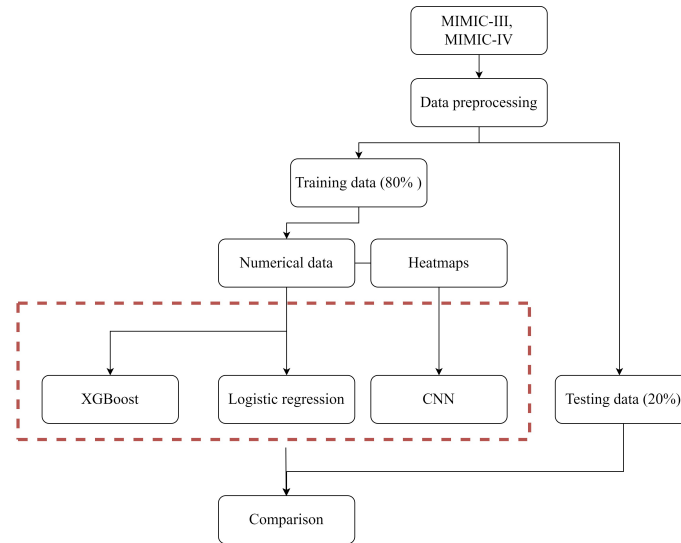 MIMIC-III,
MIMIC-IV
Data preprocessing
Training data (80% )
Numerical data
Heatmaps
XGBoost
Logistic regression
CNN
Testing data (20%)
Comparison